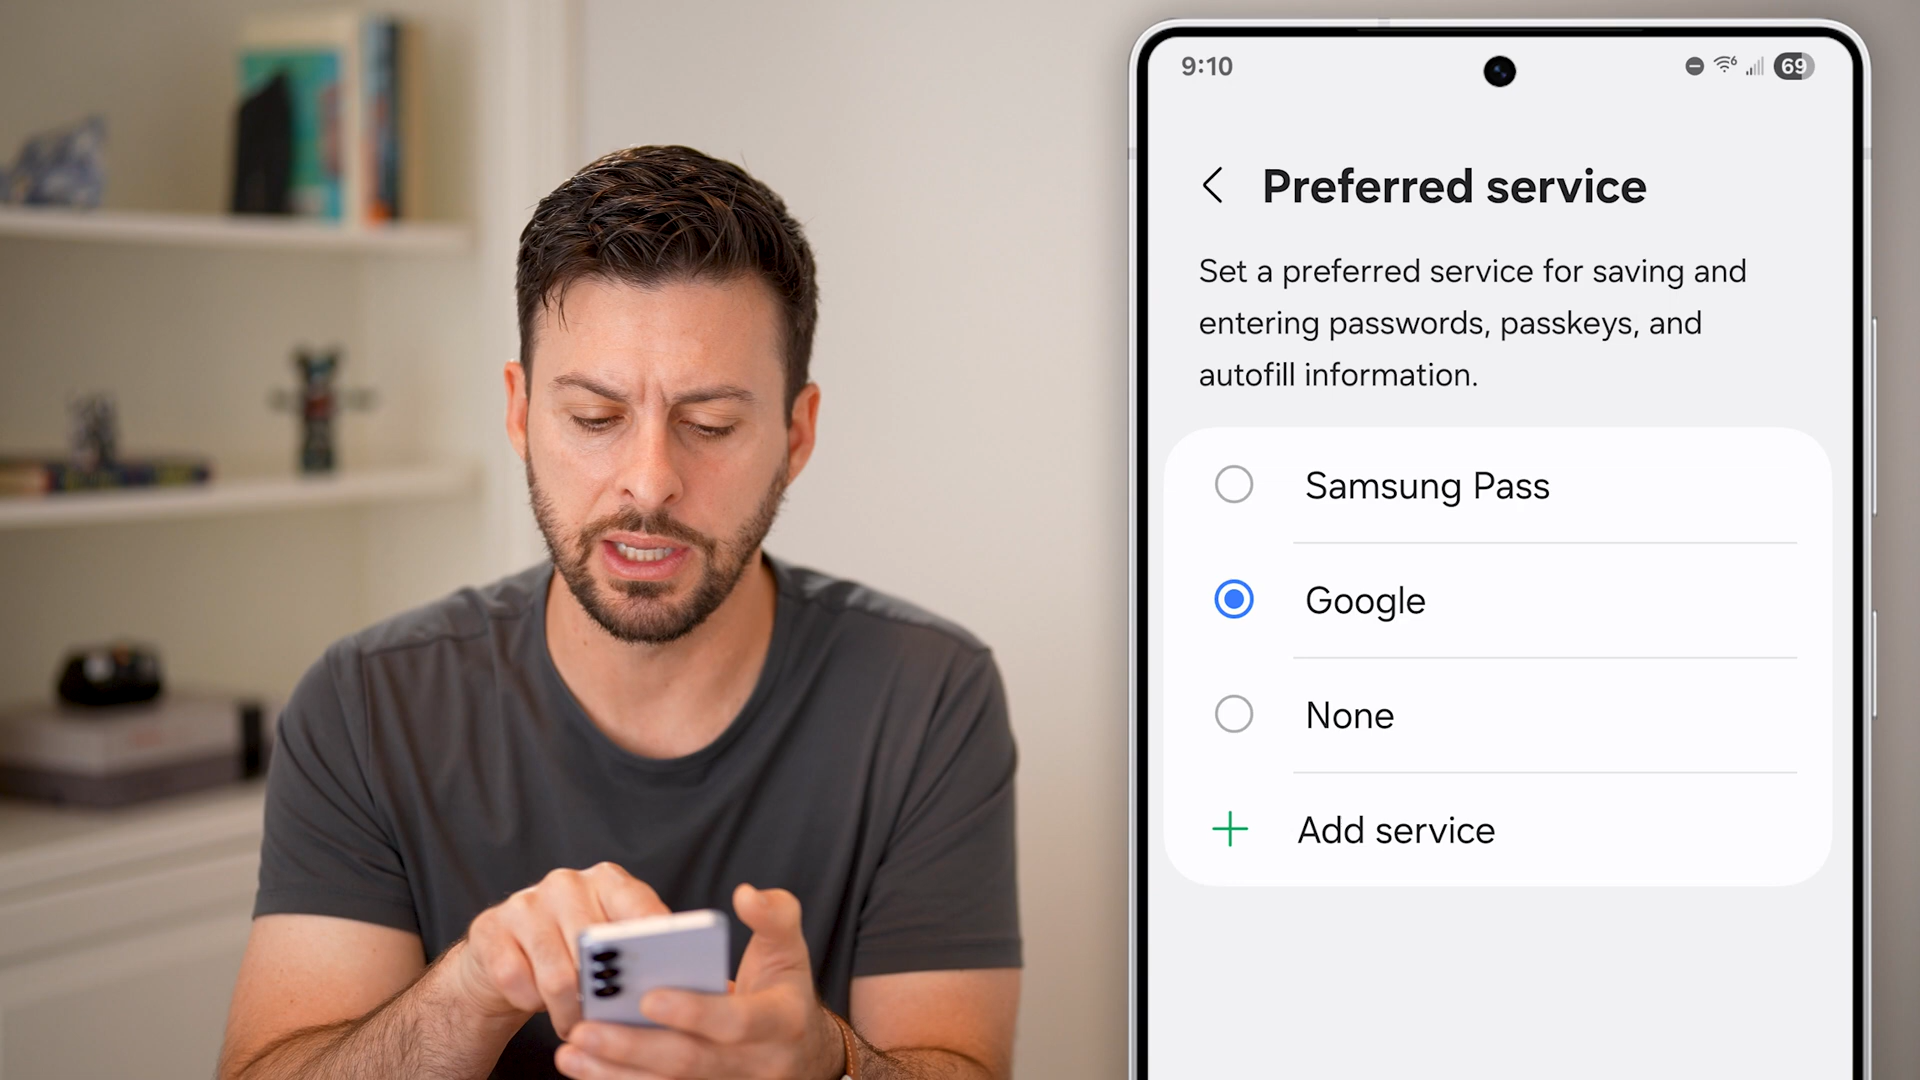 9:10
6
69
Preferred service
Set a preferred service for saving and
entering passwords, passkeys, and
autofill information.
Samsung Pass
Google
None
Add service